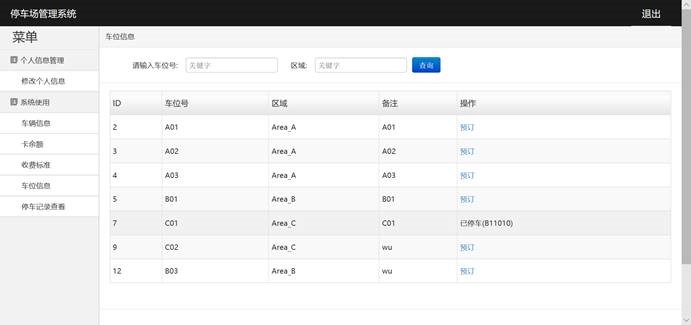 停车场管理系统 退出
菜单
个人信息管理
修改个人信息
系统使用
车辆信息
卡余额
收费标准
车位信息
停车记录查看
车位信息
请输入车位号: 关键字 区域: 关键字 查询
ID 车位号 区域 备注 操作
2 A01 Area_A A01 预订
3 A02 Area_A A02 预订
4 A03 Area_A A03 预订
5 B01 Area_B B01 预订
7 C01 Area_C C01 已停车(B11010)
9 C02 Area_C wu 预订
12 B03 Area_B wu 预订